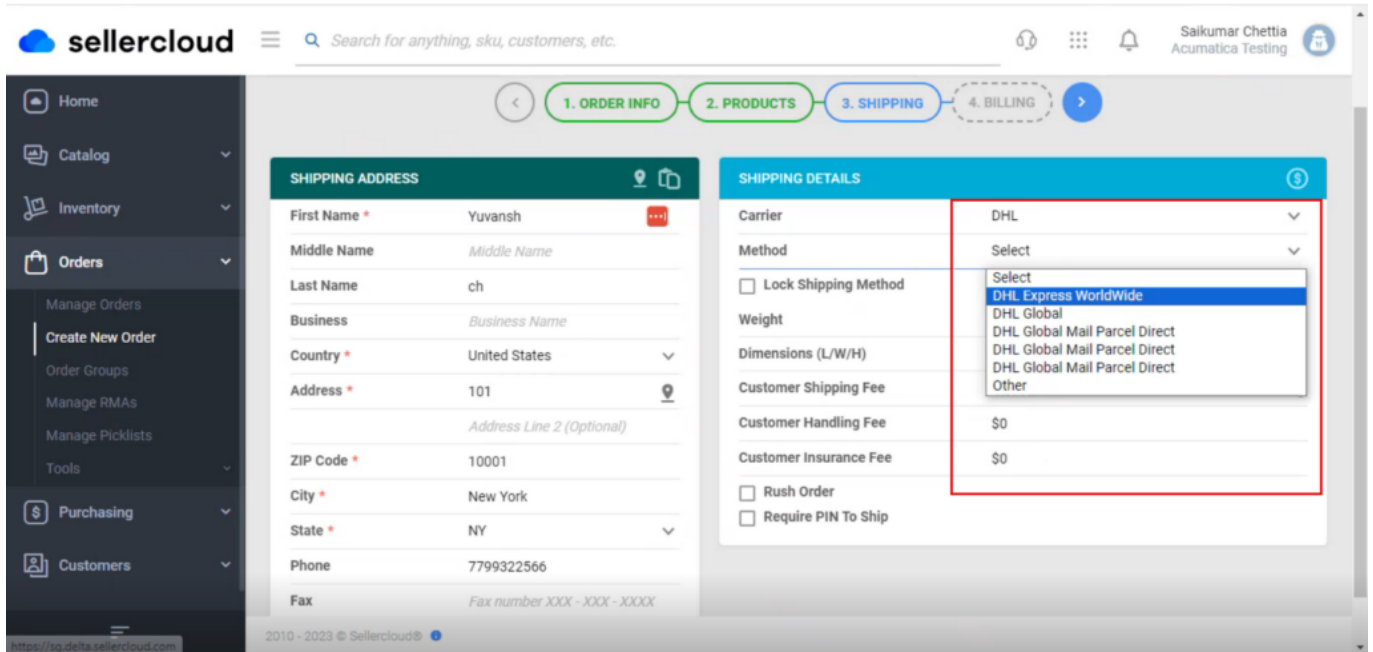 sellercloud
Search for anything, sku, customers, etc.
Saikumar Chettia
Acumatica Testing
Home
Catalog
Inventory
Orders
Manage Orders
Create New Order
Order Groups
Manage RMAs
Manage Picklists
Tools
Purchasing
Customers
https://sg.delta.sellercloud.com
1. ORDER INFO
2. PRODUCTS
3. SHIPPING
4. BILLING
SHIPPING ADDRESS
First Name * Yuvansh
Middle Name Middle Name
Last Name ch
Business Business Name
Country * United States
Address * 101
Address Line 2 (Optional)
ZIP Code * 10001
City * New York
State * NY
Phone 7799322566
Fax Fax number XXX - XXX - XXXX
SHIPPING DETAILS
Carrier DHL
Method Select
Select
DHL Express WorldWide
DHL Global
DHL Global Mail Parcel Direct
DHL Global Mail Parcel Direct
DHL Global Mail Parcel Direct
Other
Lock Shipping Method
Weight
Dimensions (L/W/H)
Customer Shipping Fee
Customer Handling Fee $0
Customer Insurance Fee $0
Rush Order
Require PIN To Ship
2010 - 2023 © Sellercloud®